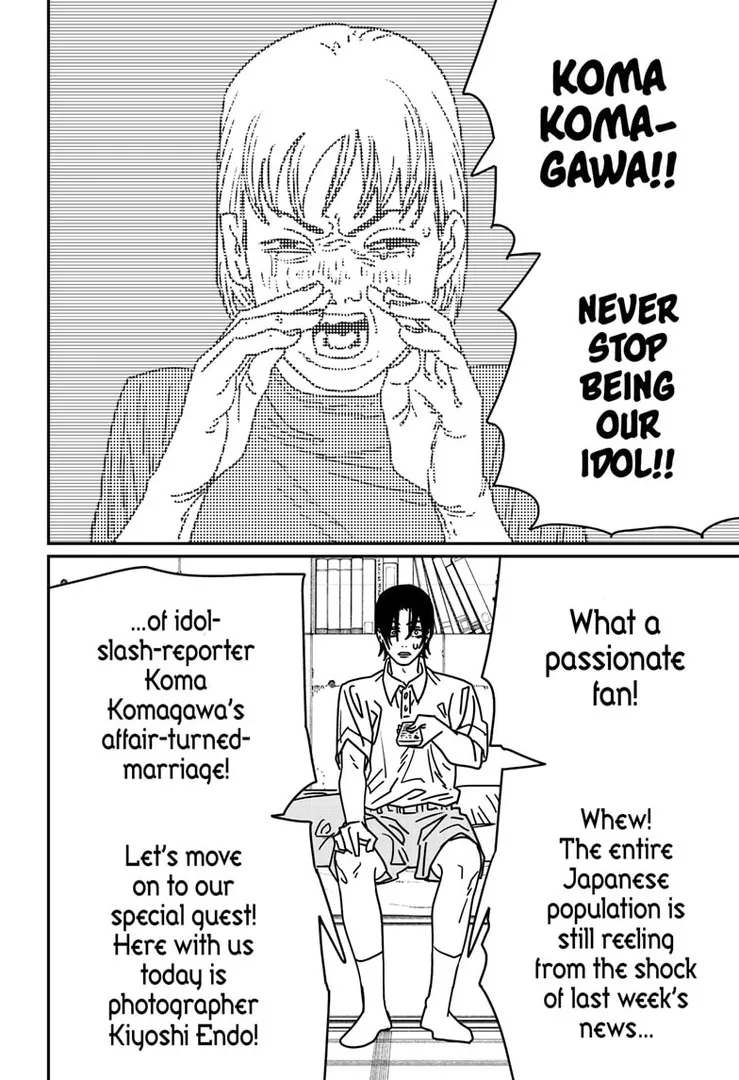 KOMA
KOMA-
GAWA!!
NEVER
STOP
BEING
OUR
IDOL!!
What a
passionate
fan!
Whew!
The entire
Japanese
population is
still reeling
from the shock
of last week's
news...
...of idol-
slash-reporter
Koma
Komagawa's
affair-turned-
marriage!
Let's move
on to our
special guest!
Here with us
today is
photographer
Kiyoshi Endo!